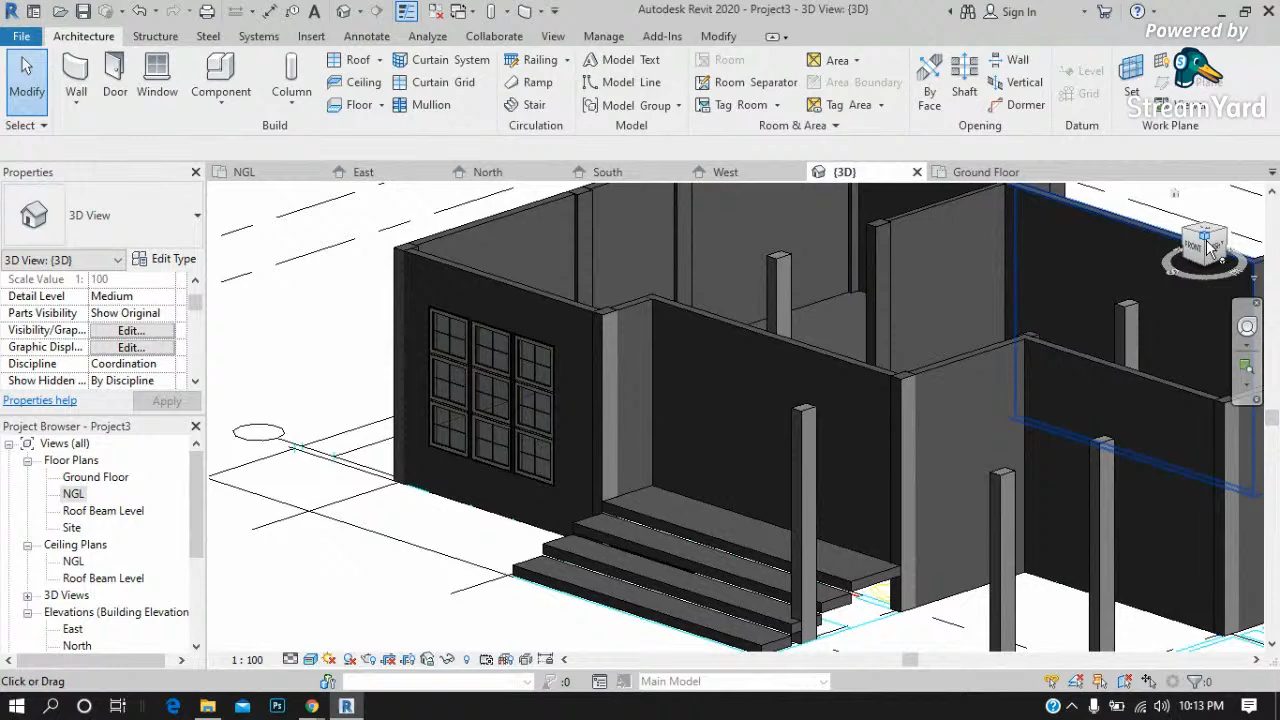 Autodesk Revit 2020 - Project3 - 3D View: {3D}
Sign In
Powered by
StreamYard
File
Architecture
Structure
Steel
Systems
Insert
Annotate
Analyze
Collaborate
View
Manage
Add-Ins
Modify
Modify
Wall
Door
Window
Component
Column
Roof
Ceiling
Floor
Curtain System
Curtain Grid
Mullion
Railing
Ramp
Stair
Model Text
Model Line
Model Group
Room
Room Separator
Tag Room
Area
Area Boundary
Tag Area
By
Face
Shaft
Wall
Vertical
Dormer
Level
Grid
Set
Select
Build
Circulation
Model
Room & Area
Opening
Datum
Work Plane
Properties
NGL
East
North
South
West
{3D}
Ground Floor
3D View
3D View: {3D}
Edit Type
Scale Value 1: 100
Detail Level Medium
Parts Visibility Show Original
Visibility/Grap... Edit...
Graphic Displ... Edit...
Discipline Coordination
Show Hidden ... By Discipline
Properties help
Apply
Project Browser - Project3
Views (all)
Floor Plans
Ground Floor
NGL
Roof Beam Level
Site
Ceiling Plans
NGL
Roof Beam Level
3D Views
Elevations (Building Elevation
East
North
FRONT
1 : 100
Click or Drag
:0
Main Model
:0
10:13 PM